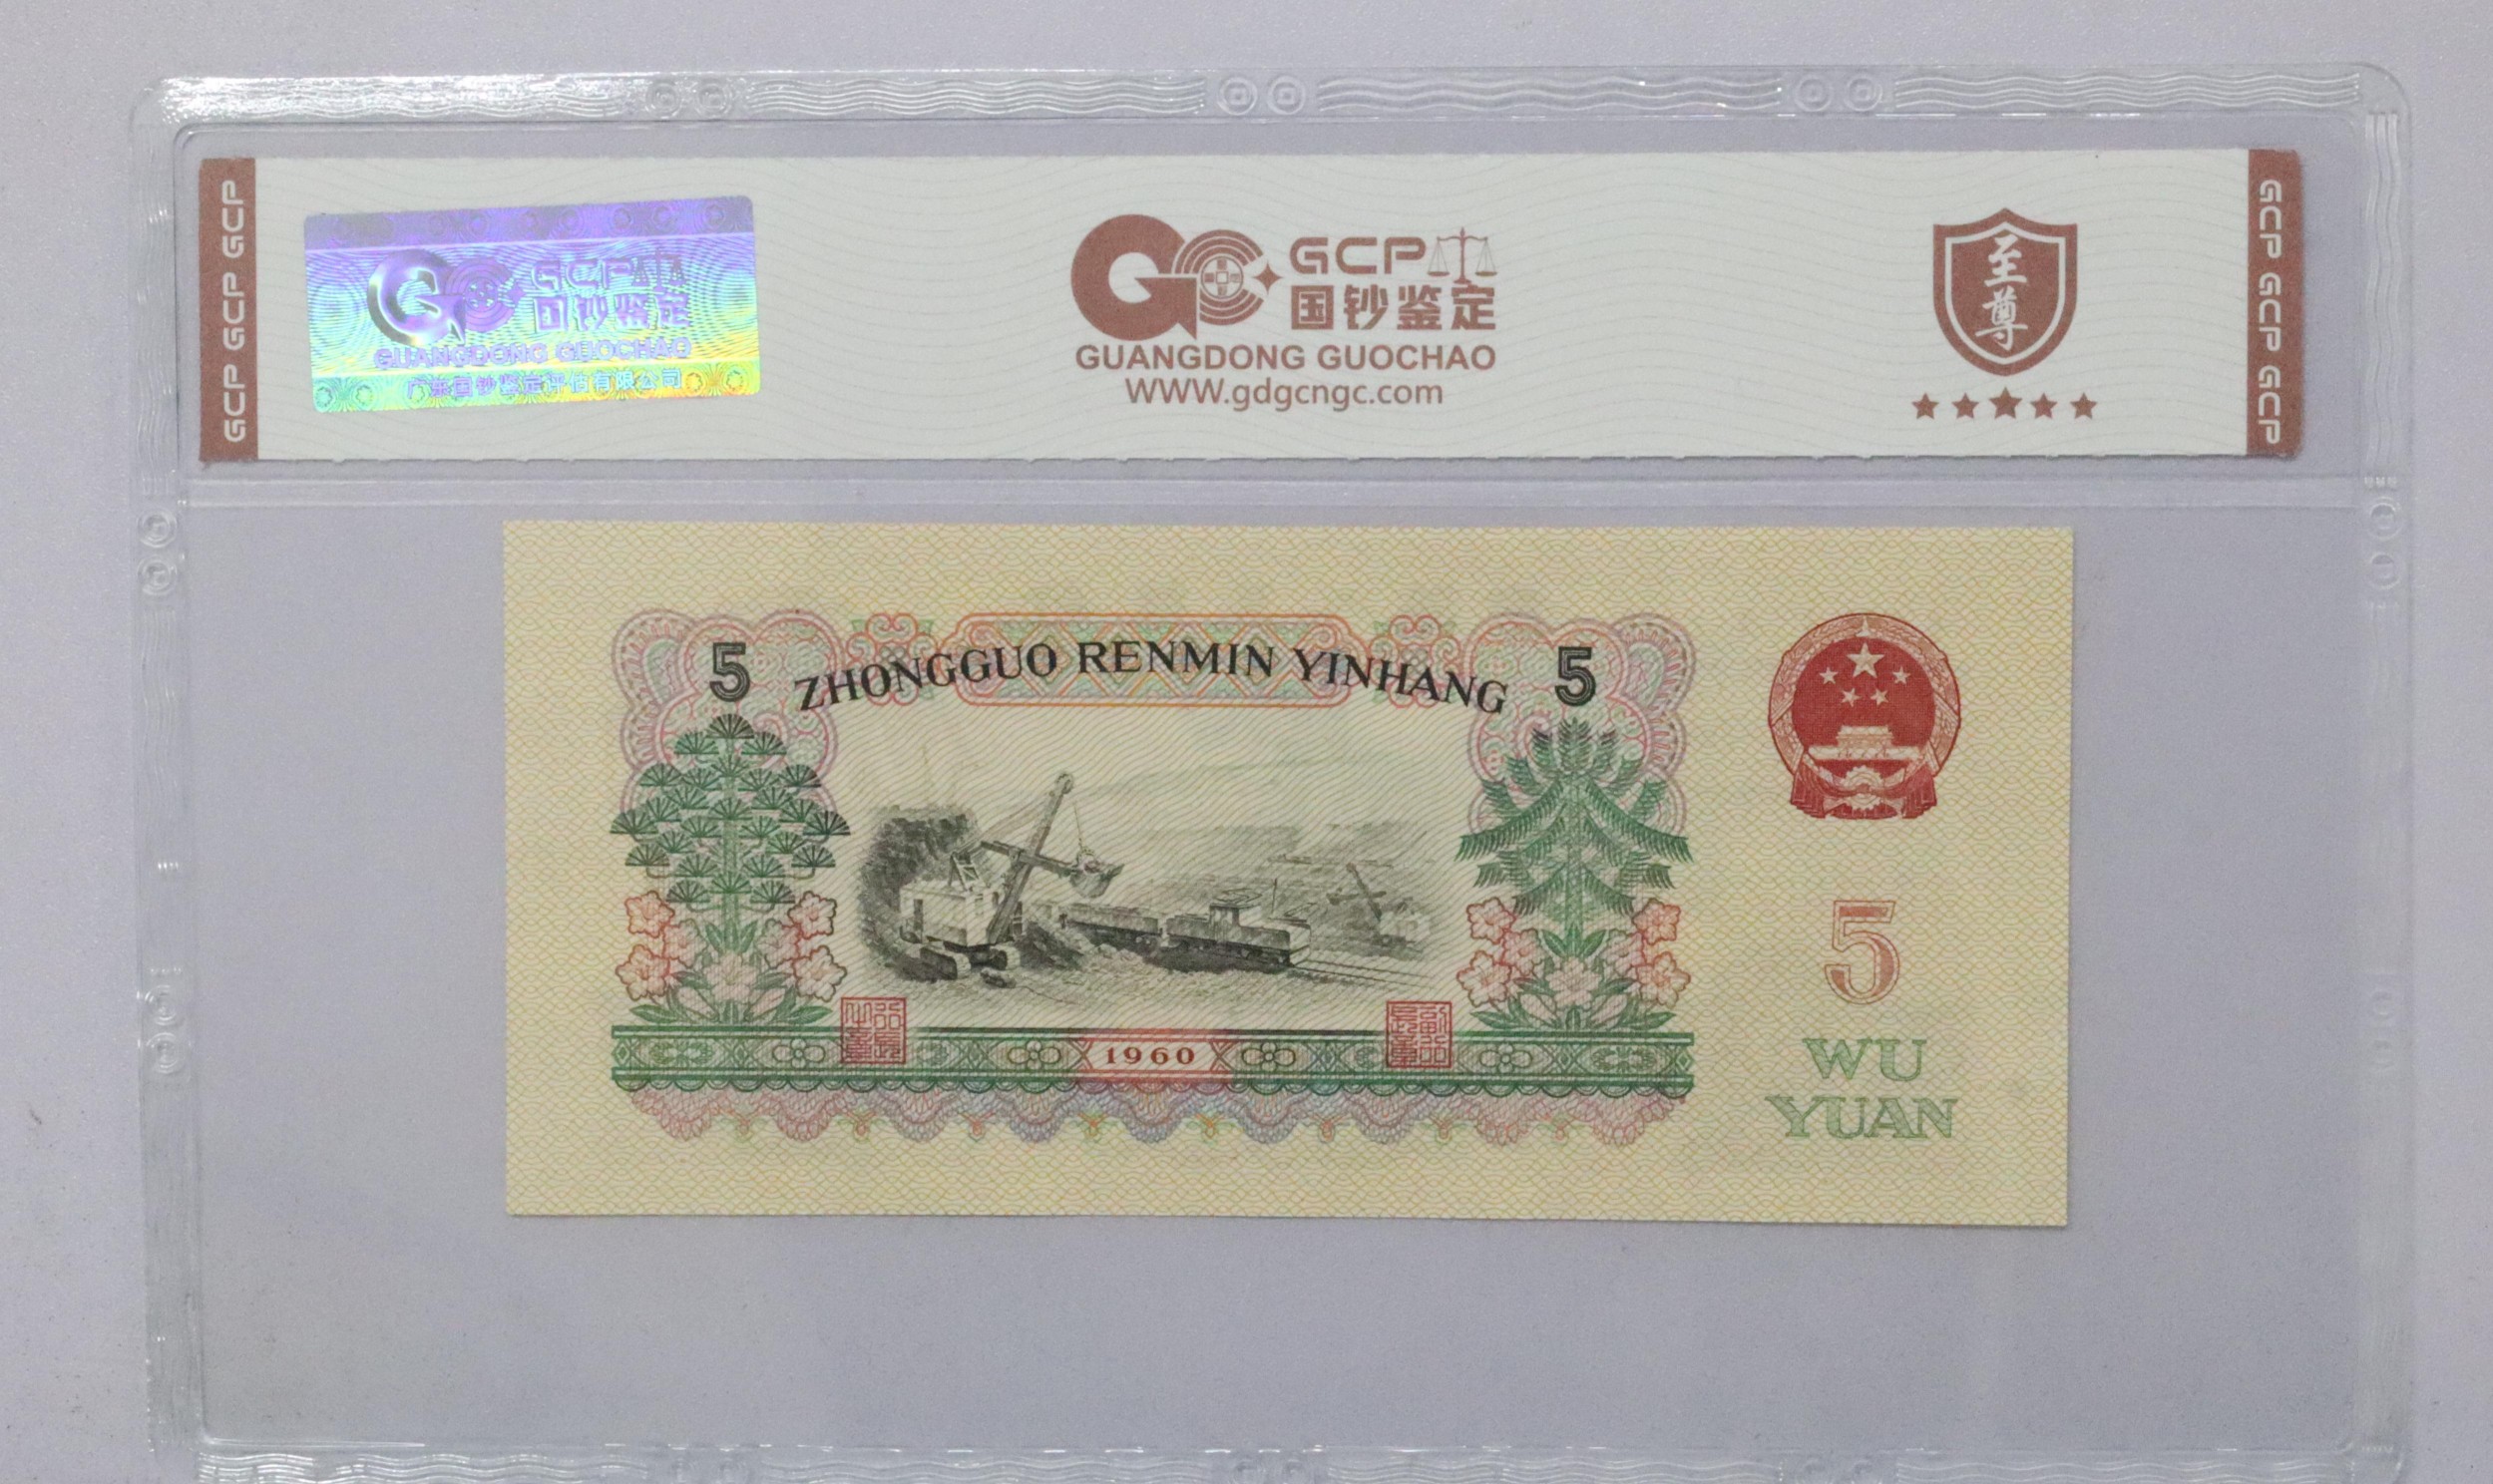 GCP GCP GCP
GCP
国钞鉴定
GUANGDONG GUOCHAO
广东国钞鉴定评估有限公司
GCP
国钞鉴定
GUANGDONG GUOCHAO
WWW.gdgcngc.com
至尊
GCP GCP GCP
5 ZHONGGUO RENMIN YINHANG 5
1960
5
WU
YUAN